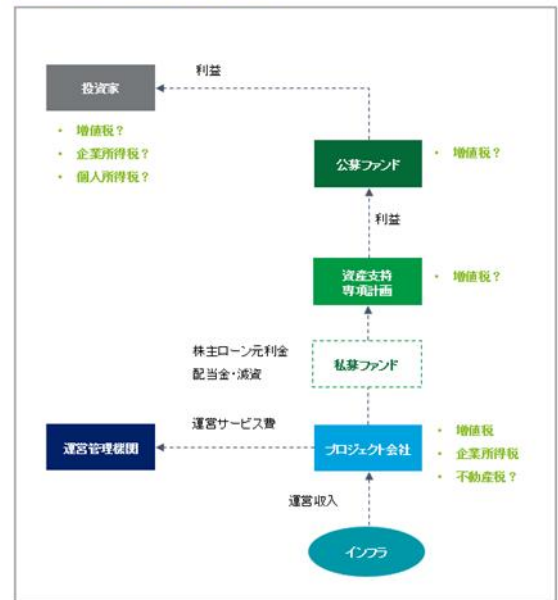 利益
投資家
・ 増値税？
・ 企業所得税？
・ 個人所得税？
公募ファンド
・ 増値税？
利益
資産支持
専項計画
・ 増値税？
株主ローン元利金
配当金・減資
私募ファンド
運営サービス費
運営管理機関
プロジェクト会社
・ 増値税
・ 企業所得税
・ 不動産税？
運営収入
インフラ